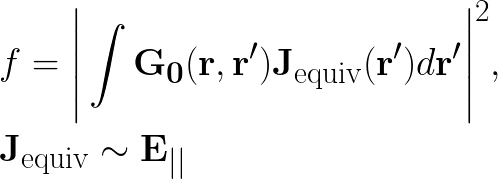 f = | ∫ G₀(r, r′)J_equiv(r′)dr′ |²,
J_equiv ∼ E_||